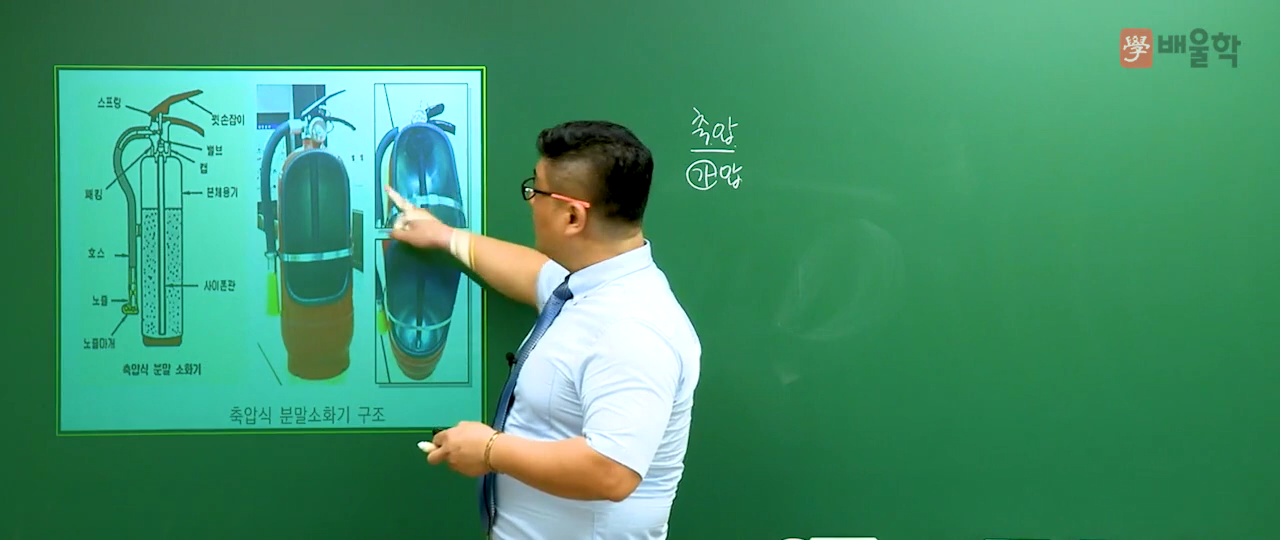 學 배울학
스프링
윗손잡이
밸브
캡
패킹
본체용기
호스
사이폰관
노즐
노즐마개
축압식 분말 소화기
축압식 분말소화기 구조
축압
가압